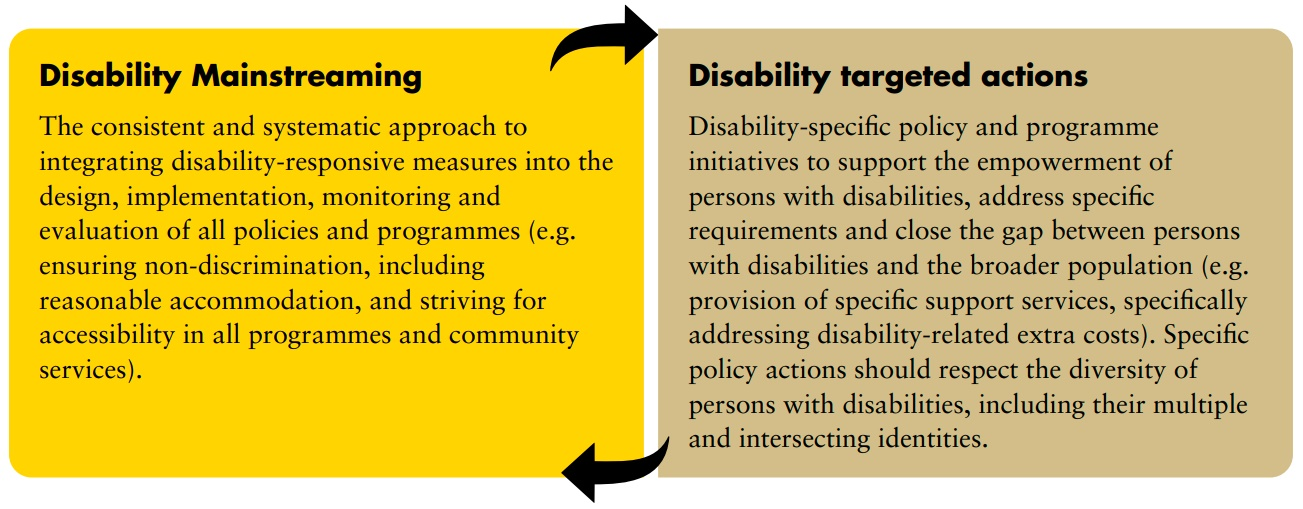 Disability Mainstreaming
The consistent and systematic approach to
integrating disability-responsive measures into the
design, implementation, monitoring and
evaluation of all policies and programmes (e.g.
ensuring non-discrimination, including
reasonable accommodation, and striving for
accessibility in all programmes and community
services).
Disability targeted actions
Disability-specific policy and programme
initiatives to support the empowerment of
persons with disabilities, address specific
requirements and close the gap between persons
with disabilities and the broader population (e.g.
provision of specific support services, specifically
addressing disability-related extra costs). Specific
policy actions should respect the diversity of
persons with disabilities, including their multiple
and intersecting identities.